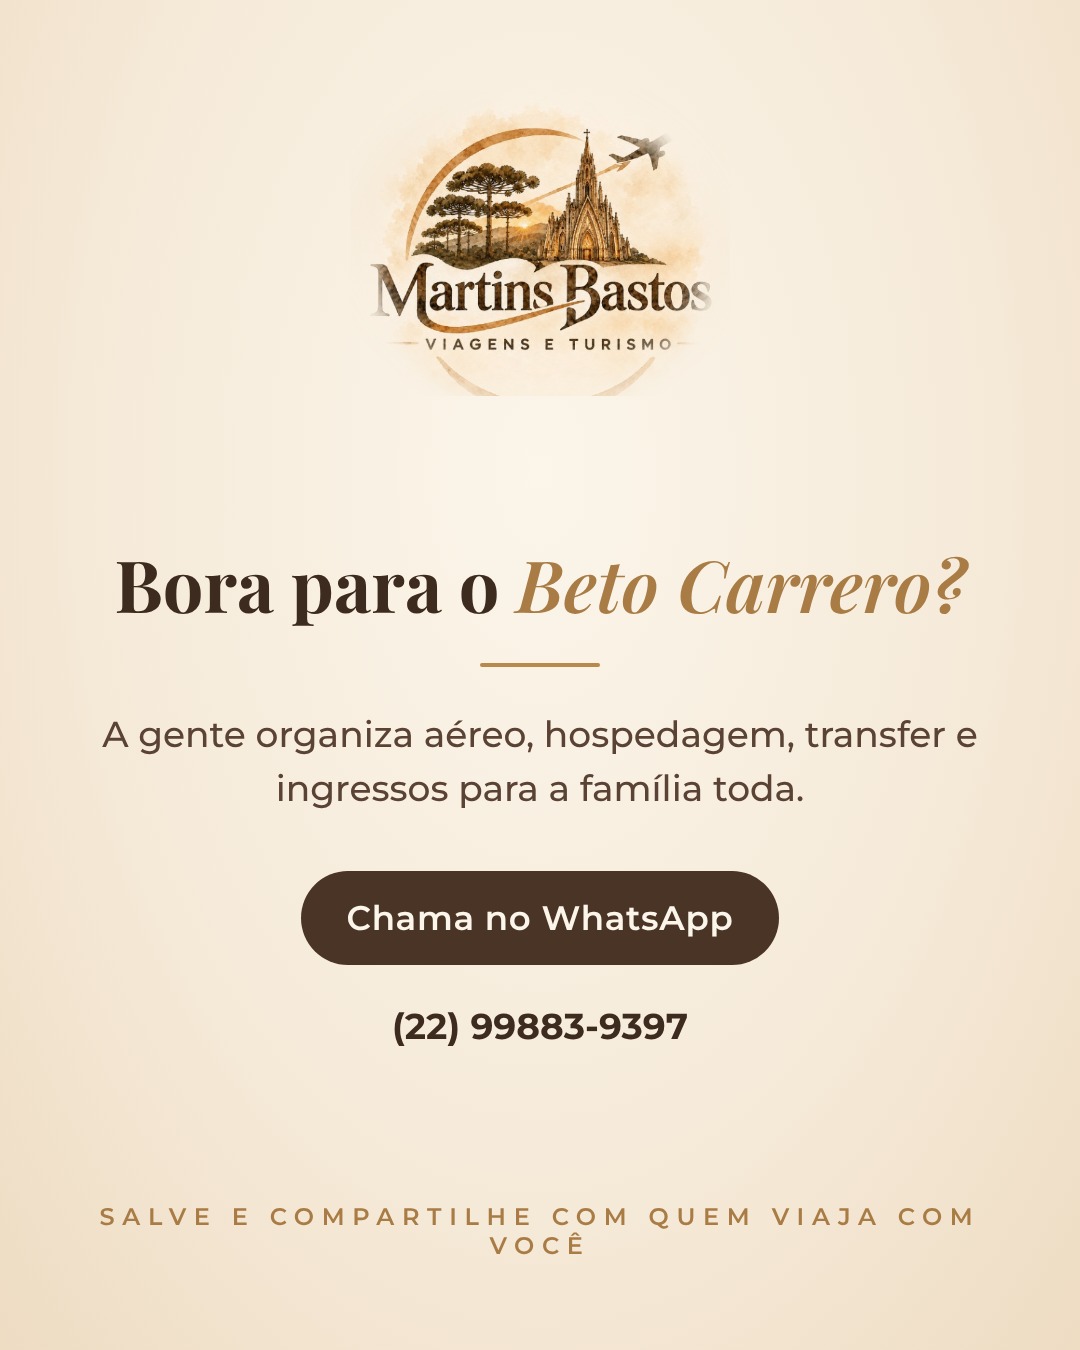 Martins Bastos
VIAGENS E TURISMO
Bora para o Beto Carrero?
A gente organiza aéreo, hospedagem, transfer e
ingressos para a família toda.
Chama no WhatsApp
(22) 99883-9397
SALVE E COMPARTILHE COM QUEM VIAJA COM
VOCÊ